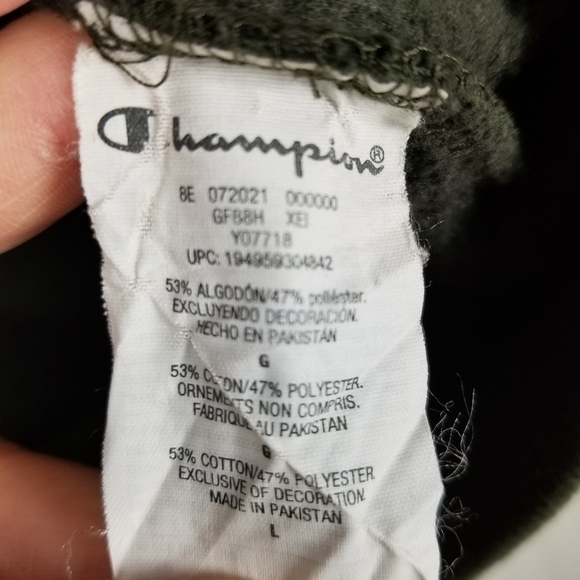 Champion®
8E 072021 000000
GF88H XEI
Y07718
UPC: 194959304842
53% ALGODÓN/47% poliéster.
EXCLUYENDO DECORACIÓN.
HECHO EN PAKISTÁN
G
53% COTON/47% POLYESTER.
ORNEMENTS NON COMPRIS.
FABRIQUÉ AU PAKISTAN
G
53% COTTON/47% POLYESTER
EXCLUSIVE OF DECORATION
MADE IN PAKISTAN
L